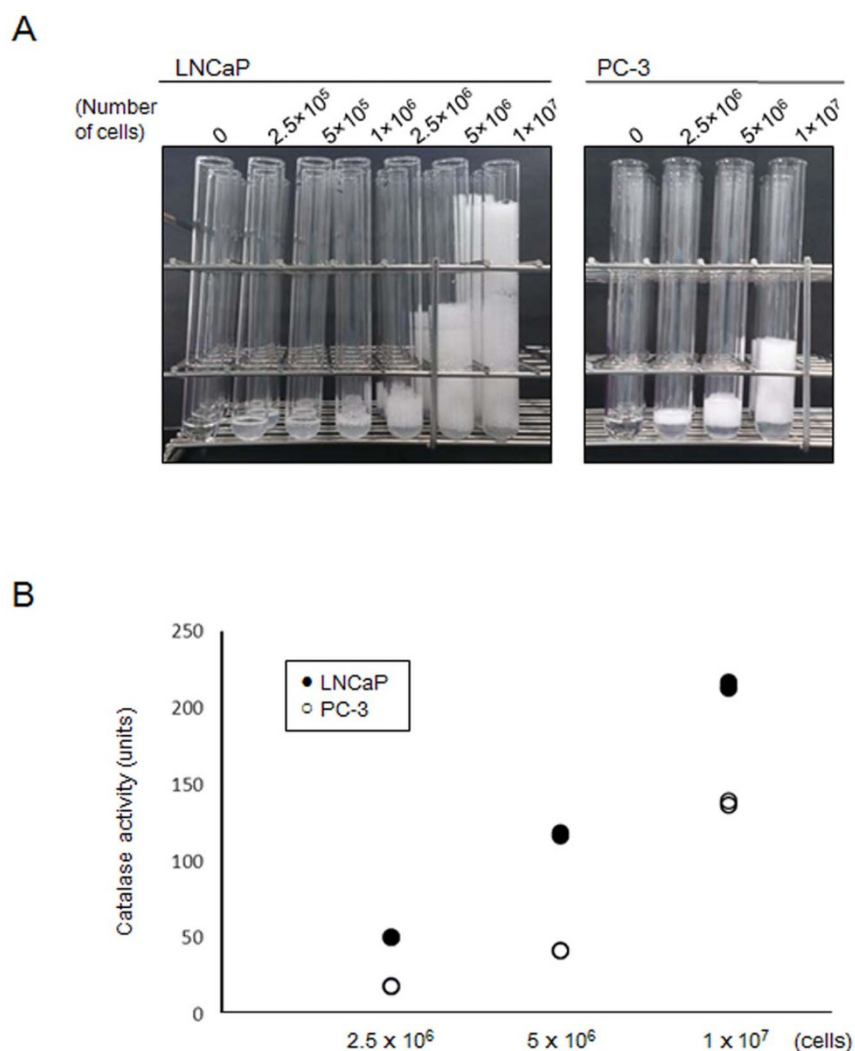 A
LNCaP
PC-3
(Number of cells)
0 2.5×10⁵ 5×10⁵ 1×10⁶ 2.5×10⁶ 5×10⁶ 1×10⁷
0 2.5×10⁶ 5×10⁶ 1×10⁷
B
250
200
150
100
50
0
Catalase activity (units)
LNCaP
PC-3
2.5 x 10⁶ 5 x 10⁶ 1 x 10⁷ (cells)